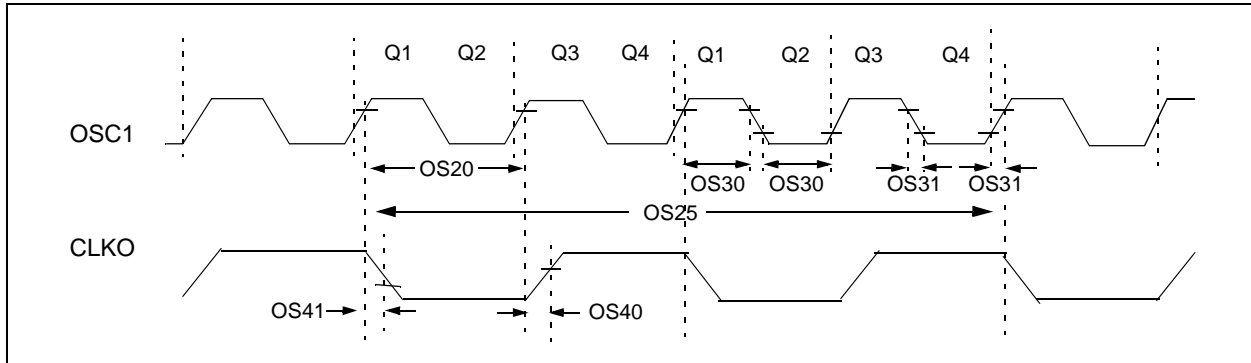 Q1 Q2 Q3 Q4 Q1 Q2 Q3 Q4
OSC1
OS20
OS30 OS30 OS31 OS31
OS25
CLKO
OS41 OS40